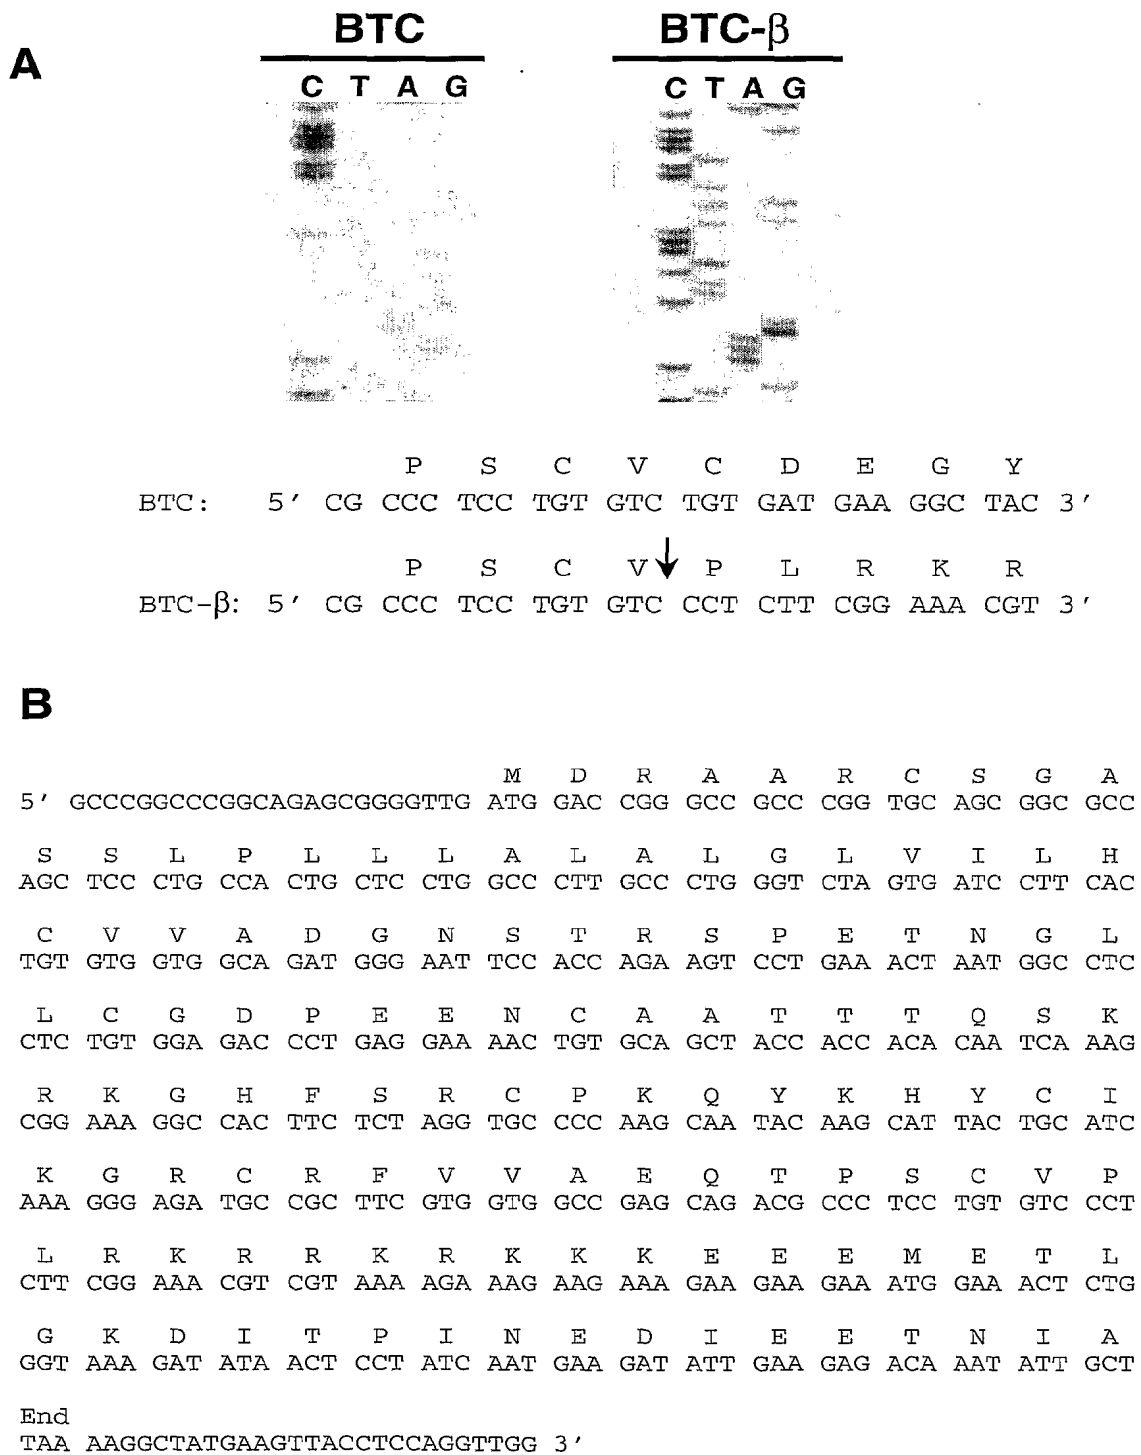 A
BTC BTC-β
C T A G C T A G
P S C V C D E G Y
BTC: 5' CG CCC TCC TGT GTC TGT GAT GAA GGC TAC 3'
P S C V P L R K R
BTC-β: 5' CG CCC TCC TGT GTC CCT CTT CGG AAA CGT 3'
B
M D R A A R C S G A
5' GCCCGGCCCGGCAGAGCGGGGTTG ATG GAC CGG GCC GCC CGG TGC AGC GGC GCC
S S L P L L L A L A L G L V I L H
AGC TCC CTG CCA CTG CTC CTG GCC CTT GCC CTG GGT CTA GTG ATC CTT CAC
C V V A D G N S T R S P E T N G L
TGT GTG GTG GCA GAT GGG AAT TCC ACC AGA AGT CCT GAA ACT AAT GGC CTC
L C G D P E E N C A A T T T Q S K
CTC TGT GGA GAC CCT GAG GAA AAC TGT GCA GCT ACC ACC ACA CAA TCA AAG
R K G H F S R C P K Q Y K H Y C I
CGG AAA GGC CAC TTC TCT AGG TGC CCC AAG CAA TAC AAG CAT TAC TGC ATC
K G R C R F V V A E Q T P S C V P
AAA GGG AGA TGC CGC TTC GTG GTG GCC GAG CAG ACG CCC TCC TGT GTC CCT
L R K R R K R K K K E E E M E T L
CTT CGG AAA CGT CGT AAA AGA AAG AAG AAA GAA GAA GAA ATG GAA ACT CTG
G K D I T P I N E D I E E T N I A
GGT AAA GAT ATA ACT CCT ATC AAT GAA GAT ATT GAA GAG ACA AAT ATT GCT
End
TAA AAGGCTATGAAGTTACCTCCAGGTTGG 3'